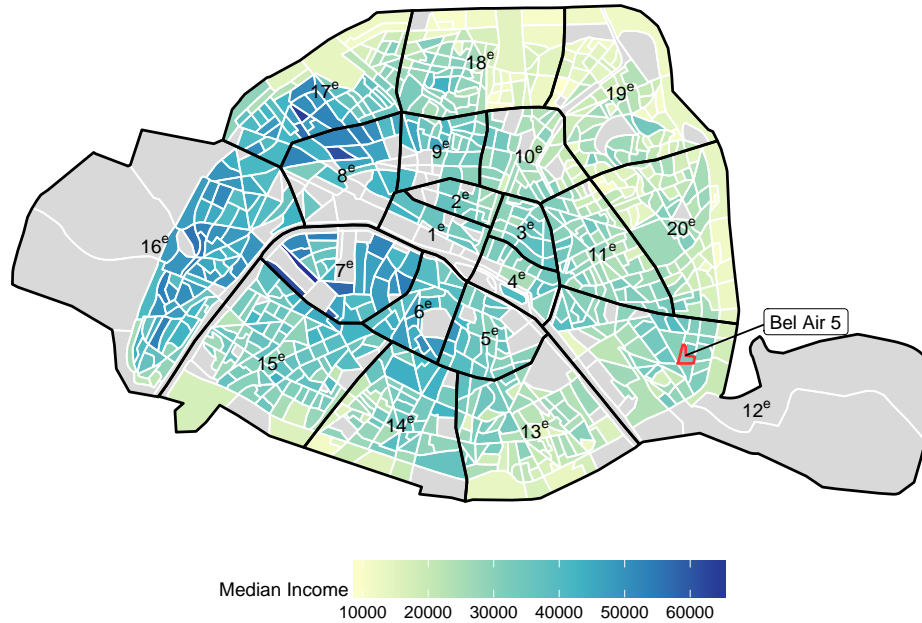 18ᵉ
17ᵉ
19ᵉ
9ᵉ
10ᵉ
8ᵉ
2ᵉ
1ᵉ
3ᵉ
20ᵉ
16ᵉ
11ᵉ
7ᵉ
4ᵉ
6ᵉ
5ᵉ
Bel Air 5
15ᵉ
12ᵉ
14ᵉ
13ᵉ
Median Income
10000 20000 30000 40000 50000 60000